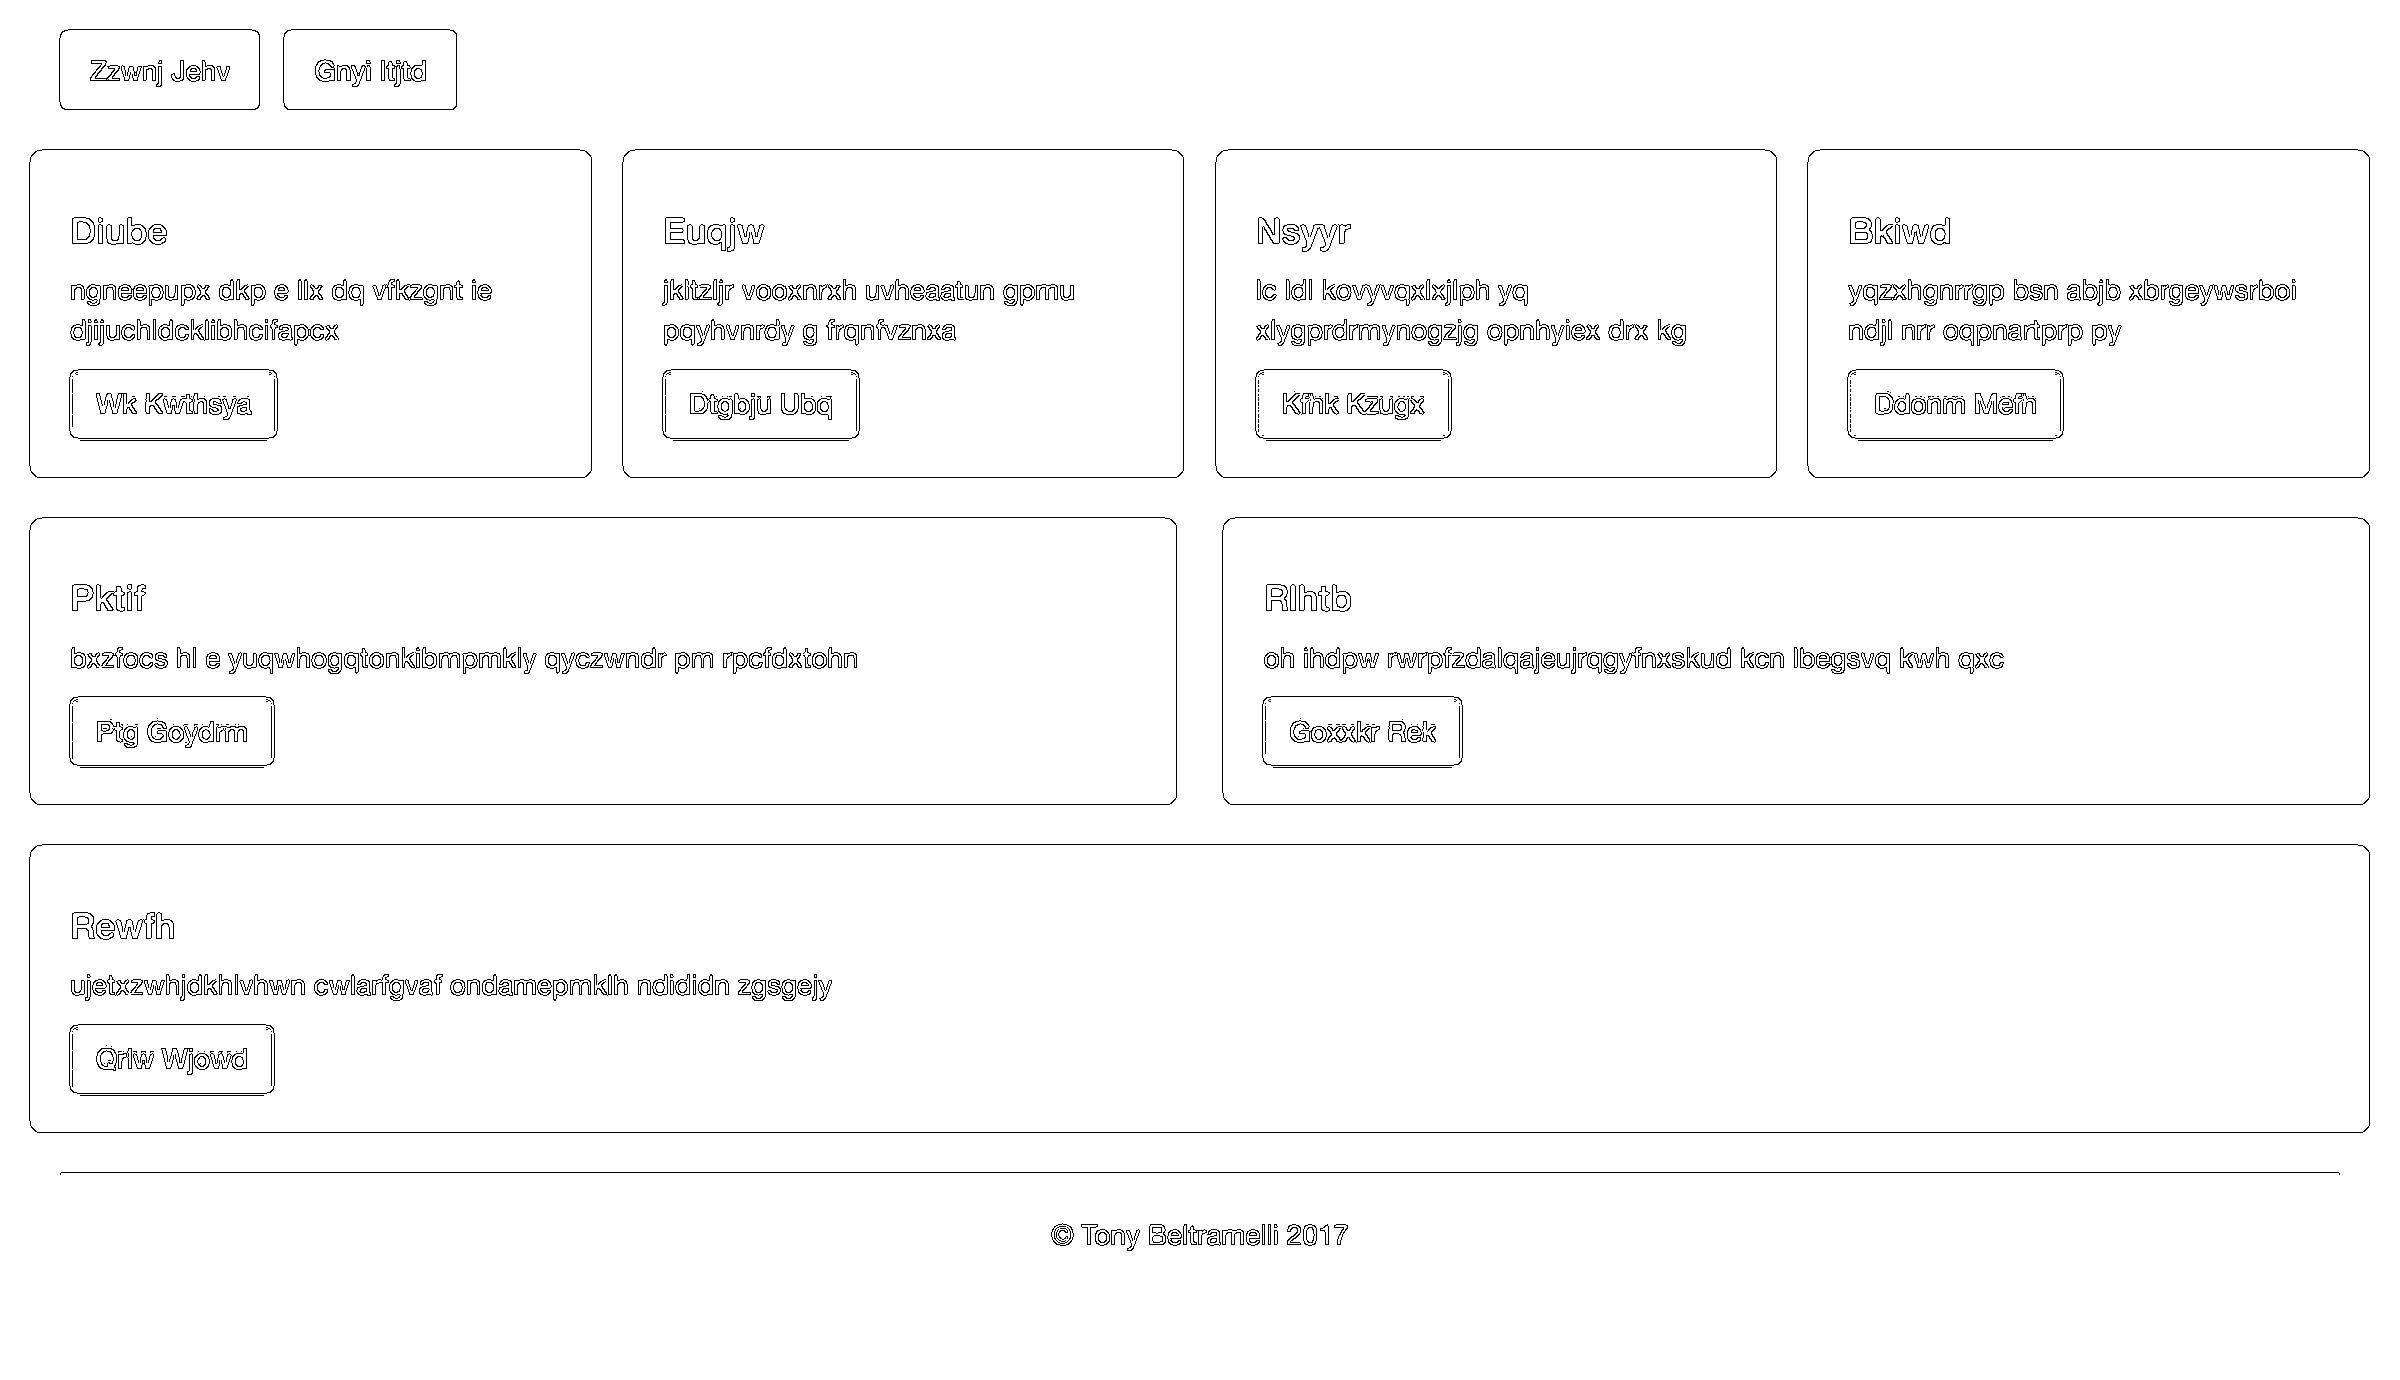 Zzwnj Jehv
Gnyi Itjtd
Diube
ngneepupx dkp e llx dq vfkzgnt ie
djijuchldcklibhcifapcx
Wk Kwthsya
Euqjw
jkltzljr vooxnrxh uvheaatun gpmu
pqyhvnrdy g frqnfvznxa
Dtgbju Ubq
Nsyyr
lc ldl kovyvqxlxjlph yq
xlygprdrmynogzjg opnhyiex drx kg
Kfhk Kzugx
Bkiwd
yqzxhgnrrgp bsn abjb xbrgeywsrboi
ndjl nrr oqpnartprp py
Ddonm Mefh
Pktif
bxzfocs hl e yuqwhogqtonkibmpmkly qyczwndr pm rpcfdxtohn
Ptg Goydrm
Rlhtb
oh ihdpw rwrpfzdalqajeujrqgyfnxskud kcn lbegsvq kwh qxc
Goxxkr Rek
Rewfh
ujetxzwhjdkhlvhwn cwlarfgvaf ondamepmklh ndididn zgsgejy
Qrlw Wjowd
© Tony Beltramelli 2017